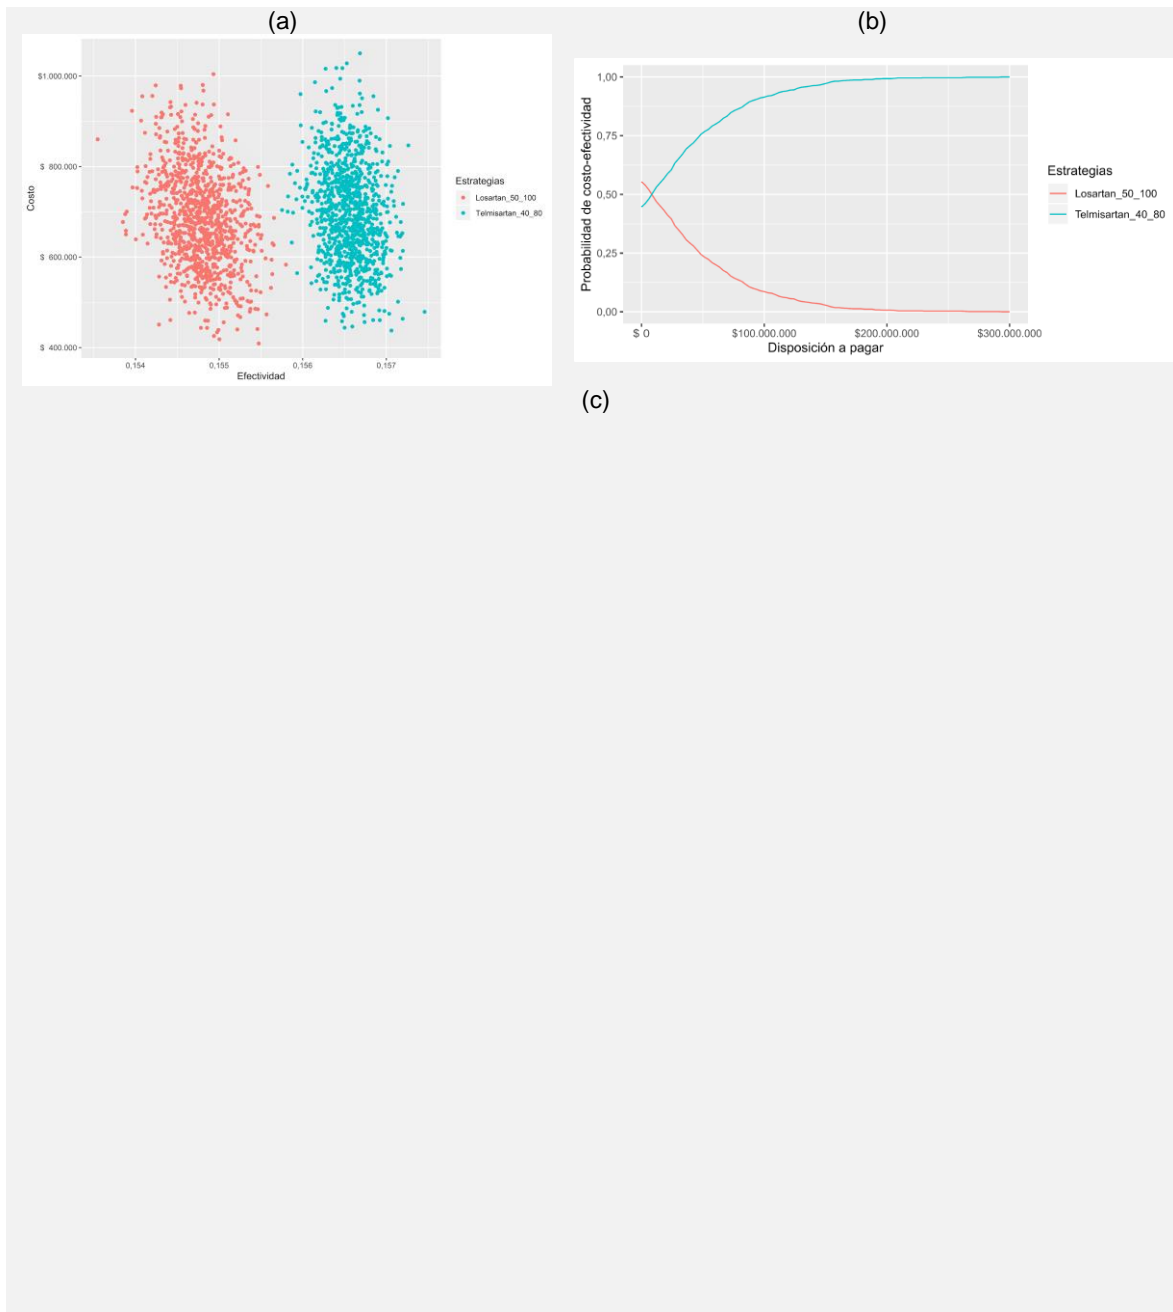 (a)
$1.000.000
$ 800.000
$ 600.000
$ 400.000
Costo
0,154 0,155 0,156 0,157
Efectividad
Estrategias
Losartan_50_100
Telmisartan_40_80
(b)
1,00
0,75
0,50
0,25
0,00
Probabilidad de costo-efectividad
$ 0 $100.000.000 $200.000.000 $300.000.000
Disposición a pagar
Estrategias
Losartan_50_100
Telmisartan_40_80
(c)